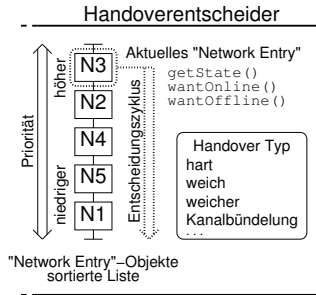 Handoverentscheider
Priorität
höher
niedriger
N3
N2
N4
N5
N1
Entscheidungszyklus
Aktuelles "Network Entry"
getState()
wantOnline()
wantOffline()
Handover Typ
hart
weich
weicher
Kanalbündelung
...
"Network Entry"−Objekte
sortierte Liste